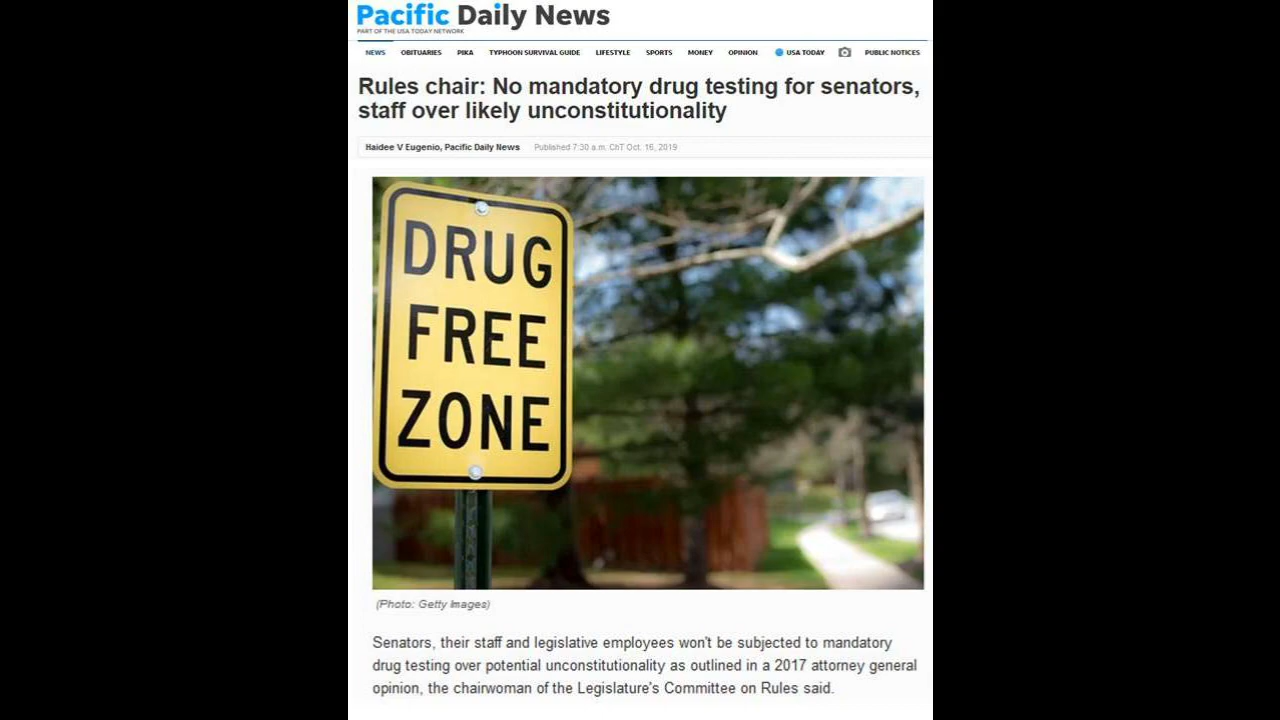 Pacific Daily News
PART OF THE USA TODAY NETWORK
NEWS OBITUARIES PIKA TYPHOON SURVIVAL GUIDE LIFESTYLE SPORTS MONEY OPINION USA TODAY PUBLIC NOTICES
Rules chair: No mandatory drug testing for senators,
staff over likely unconstitutionality
Haidee V Eugenio, Pacific Daily News Published 7:30 a.m. ChT Oct. 16, 2019
DRUG
FREE
ZONE
(Photo: Getty Images)
Senators, their staff and legislative employees won't be subjected to mandatory
drug testing over potential unconstitutionality as outlined in a 2017 attorney general
opinion, the chairwoman of the Legislature's Committee on Rules said.